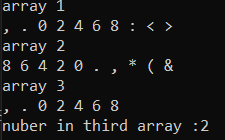 array 1
, . 0 2 4 6 8 : < >
array 2
8 6 4 2 0 . , * ( &
array 3
, . 0 2 4 6 8
nuber in third array :2